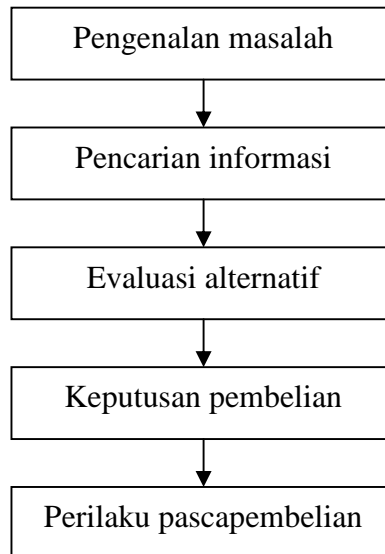 Pengenalan masalah
Pencarian informasi
Evaluasi alternatif
Keputusan pembelian
Perilaku pascapembelian